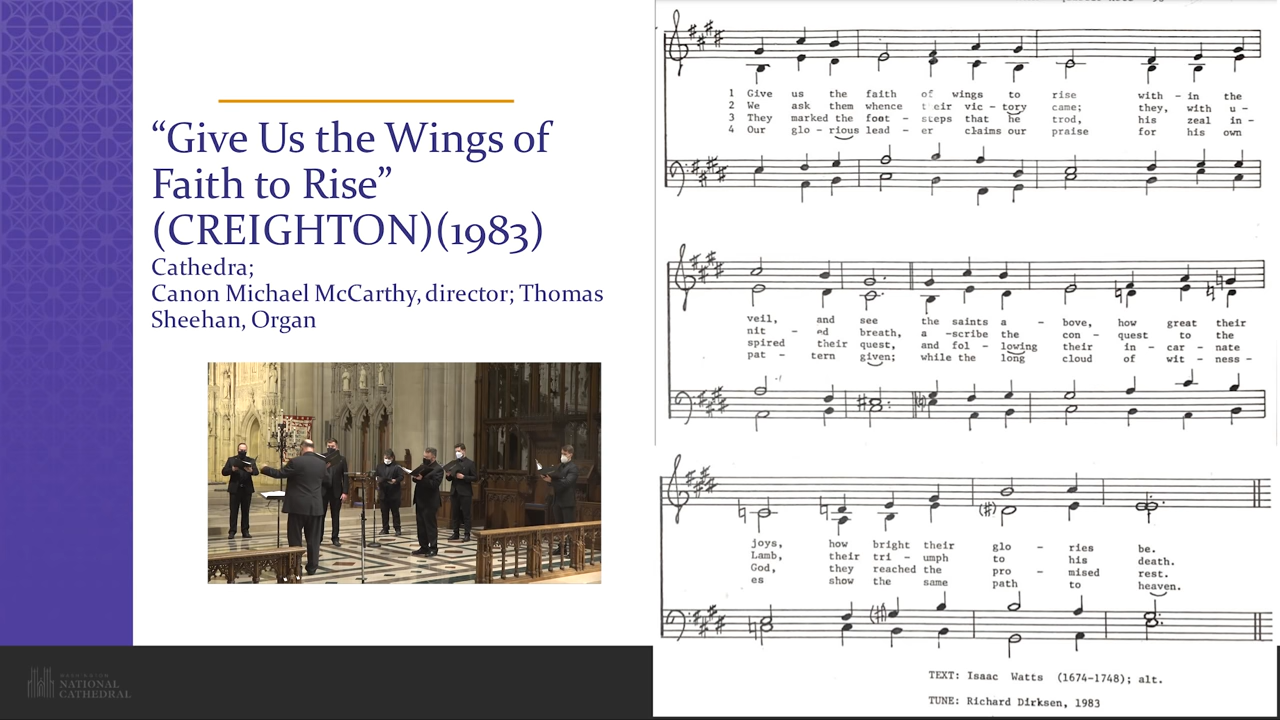 “Give Us the Wings of
Faith to Rise”
(CREIGHTON)(1983)
Cathedra;
Canon Michael McCarthy, director; Thomas
Sheehan, Organ
NATIONAL
CATHEDRAL
1 Give us the faith of wings to rise with - in the
2 We ask them whence their vic - tory came; they, with u -
3 They marked the foot - steps that he trod, his zeal in -
4 Our glo - rious lead - er claims our praise for his own
veil, and see the saints a - bove, how great their
nit - ed breath, a - scribe the con - quest to the
spired their quest, and fol - lowing their in - car - nate
pat - tern given; while the long cloud of wit - ness -
joys, how bright their glo - ries be.
Lamb, their tri - umph to his death.
God, they reached the pro - mised rest.
es show the same path to heaven.
TEXT: Isaac Watts (1674-1748); alt.
TUNE: Richard Dirksen, 1983